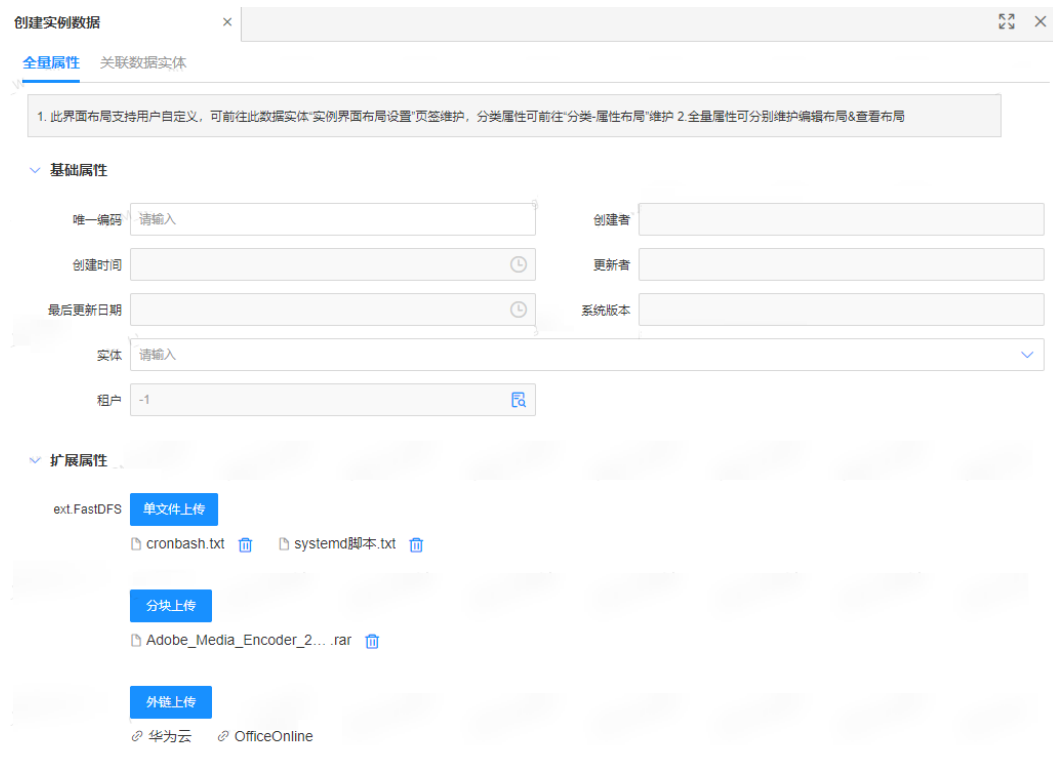 创建实例数据
全量属性 关联数据实体
1. 此界面布局支持用户自定义，可前往此数据实体“实例界面布局设置”页签维护，分类属性可前往“分类-属性布局”维护 2.全量属性可分别维护编辑布局&查看布局
基础属性
唯一编码 请输入 创建者
创建时间 更新者
最后更新日期 系统版本
实体 请输入
租户 -1
扩展属性
ext.FastDFS 单文件上传
cronbash.txt systemd脚本.txt
分块上传
Adobe_Media_Encoder_2... .rar
外链上传
华为云 OfficeOnline